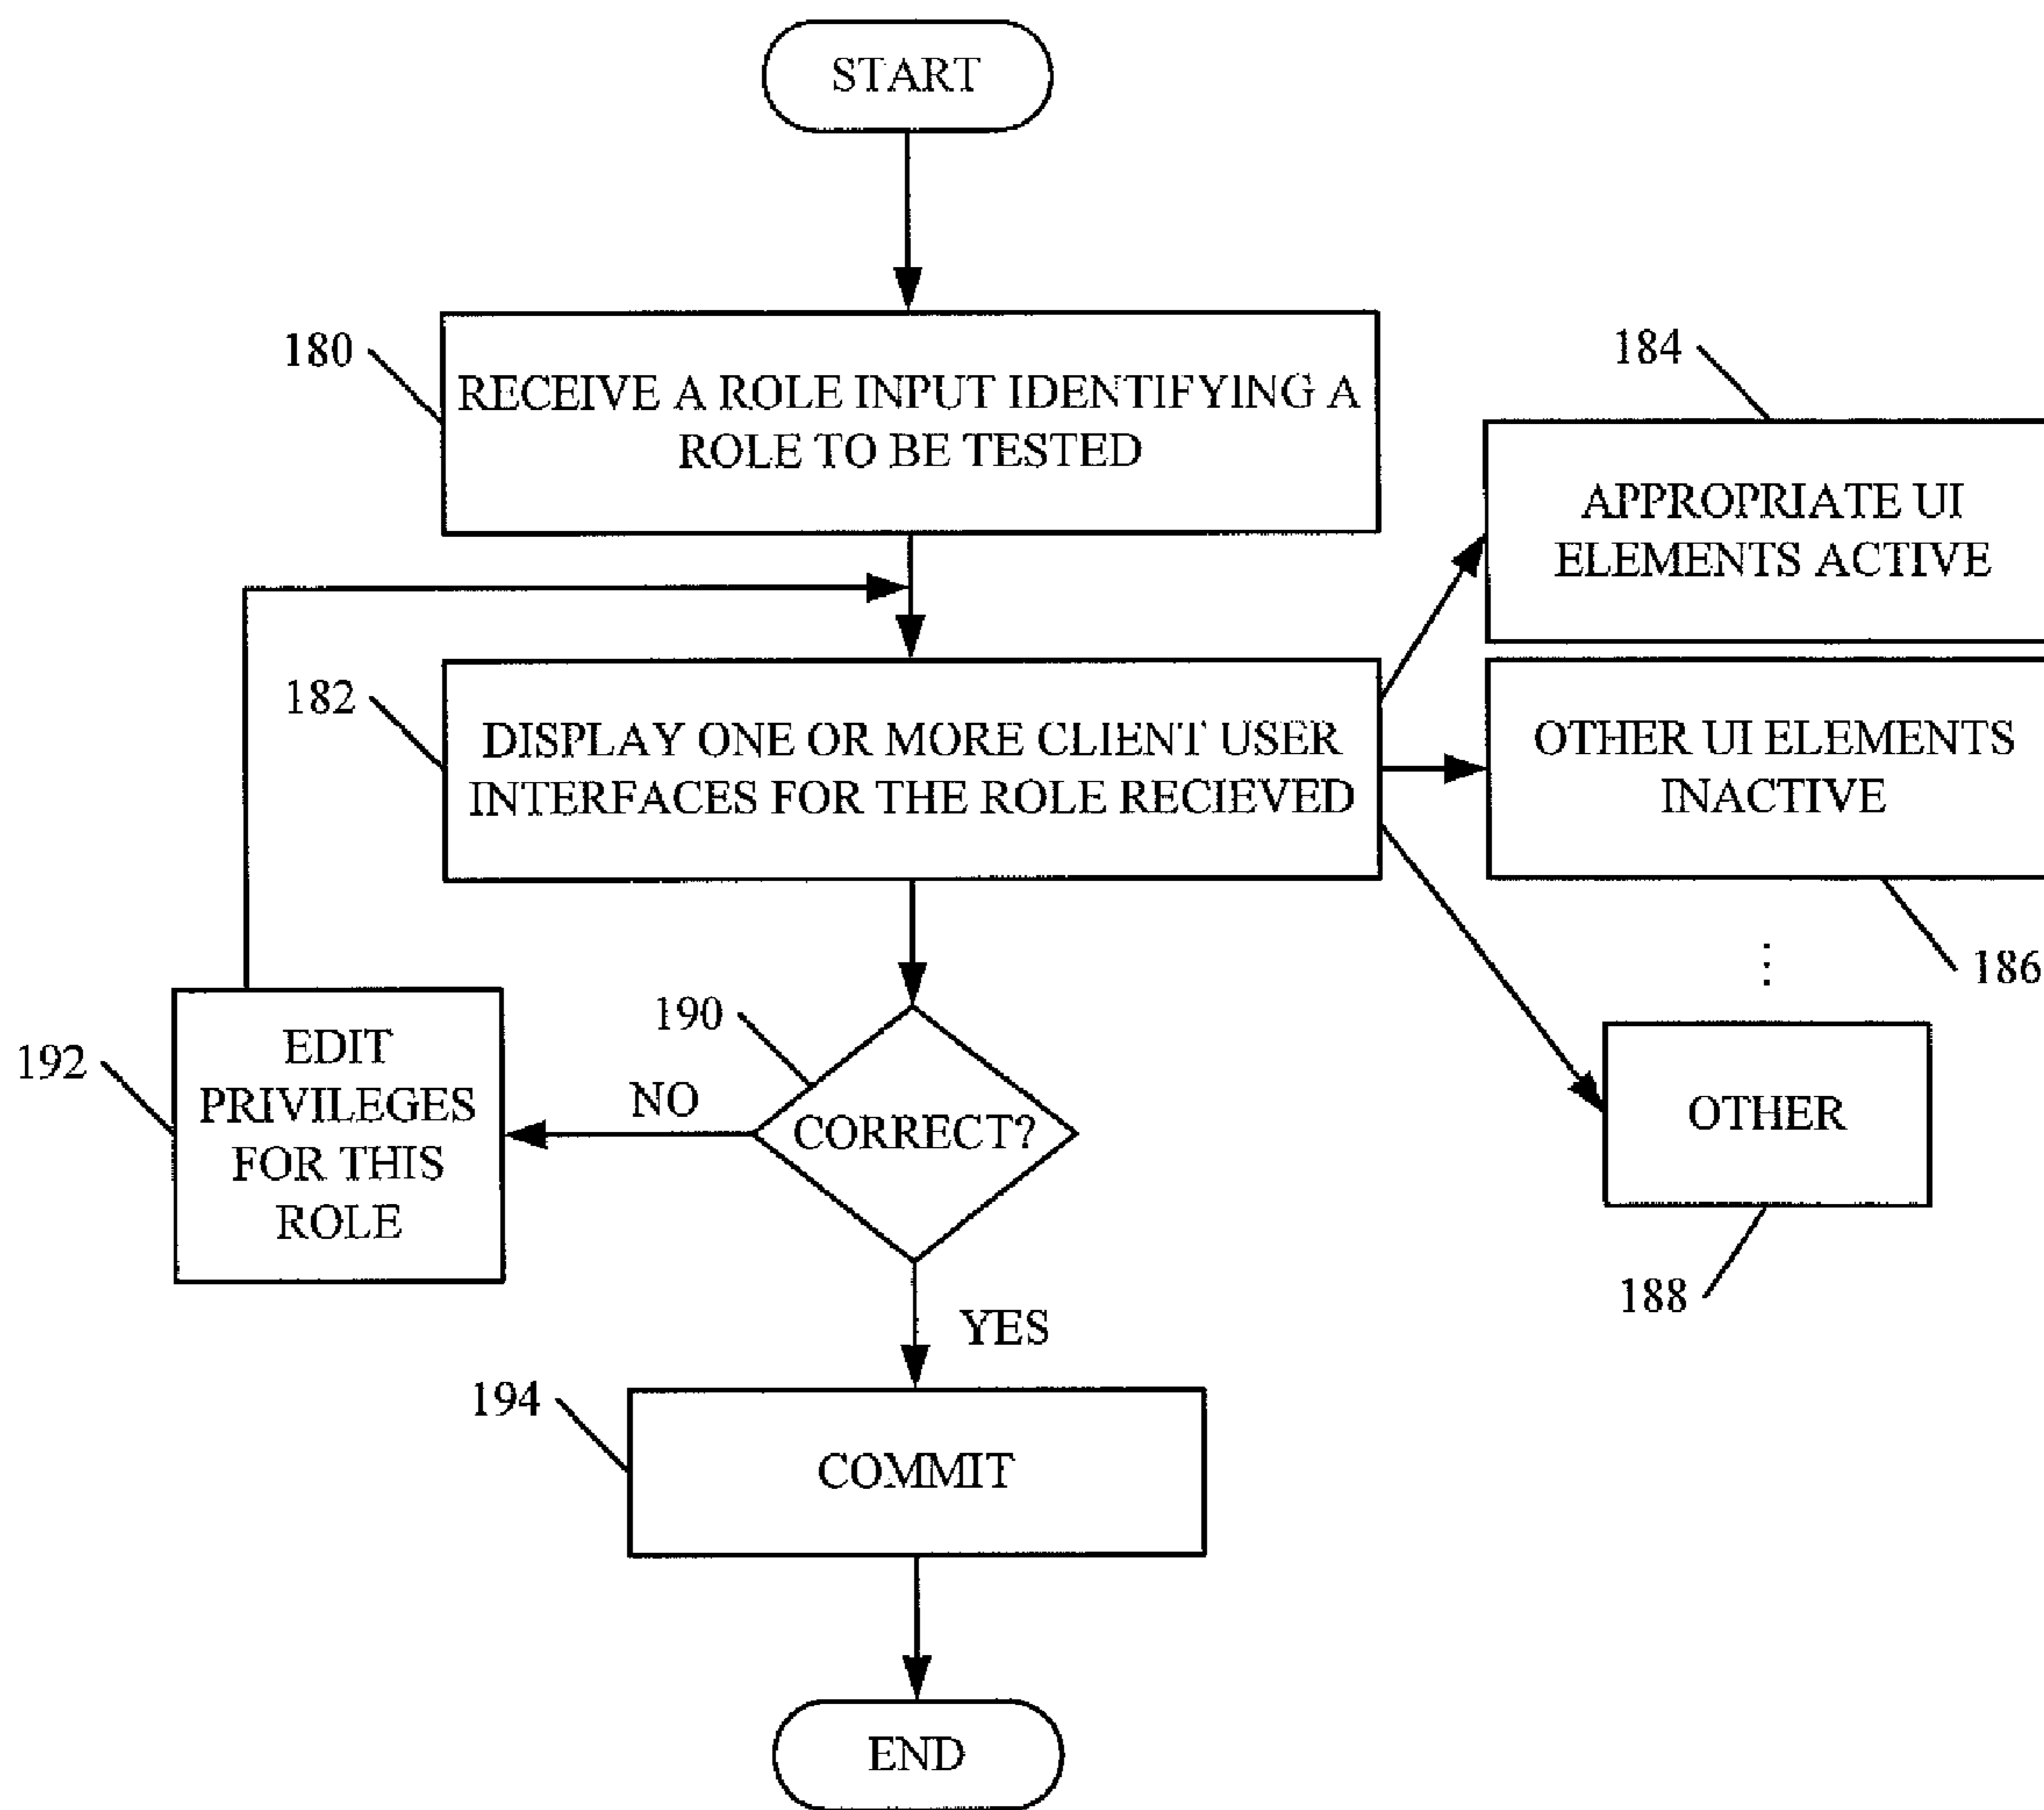 START
180
RECEIVE A ROLE INPUT IDENTIFYING A
ROLE TO BE TESTED
184
APPROPRIATE UI
ELEMENTS ACTIVE
182
DISPLAY ONE OR MORE CLIENT USER
INTERFACES FOR THE ROLE RECIEVED
OTHER UI ELEMENTS
INACTIVE
186
⋮
OTHER
188
190
CORRECT?
NO
192
EDIT
PRIVILEGES
FOR THIS
ROLE
YES
194
COMMIT
END